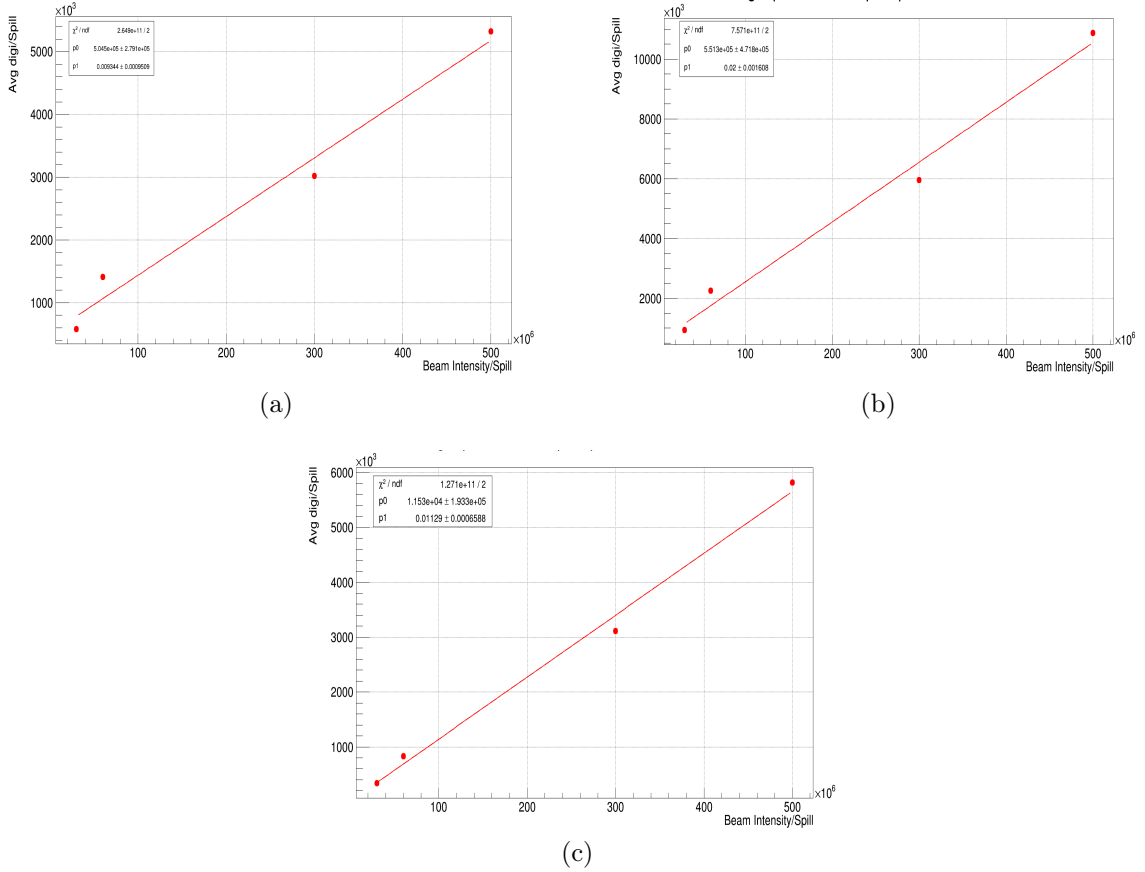 ×10³
Avg digi/Spill
χ² / ndf 2.649e+11 / 2
p0 5.045e+05 ± 2.791e+05
p1 0.009344 ± 0.0009509
5000
4000
3000
2000
1000
100 200 300 400 500
×10⁶
Beam Intensity/Spill
(a)
×10³
Avg digi/Spill
χ² / ndf 7.571e+11 / 2
p0 5.513e+05 ± 4.718e+05
p1 0.02 ± 0.001608
10000
8000
6000
4000
2000
100 200 300 400 500
×10⁶
Beam Intensity/Spill
(b)
×10³
Avg digi/Spill
χ² / ndf 1.271e+11 / 2
p0 1.153e+04 ± 1.933e+05
p1 0.01129 ± 0.0006588
6000
5000
4000
3000
2000
1000
100 200 300 400 500
×10⁶
Beam Intensity/Spill
(c)